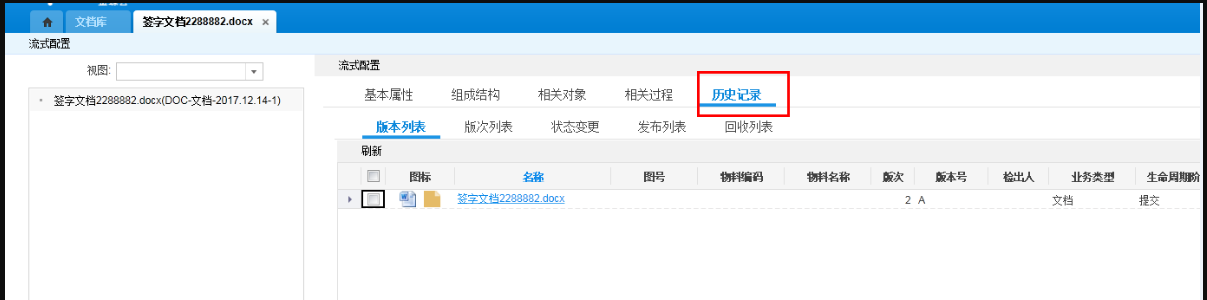 文档库 签字文档2288882.docx ×
流式配置
视图:
签字文档2288882.docx(DOC-文档-2017.12.14-1)
流式配置
基本属性 组成结构 相关对象 相关过程 历史记录
版本列表 版次列表 状态变更 发布列表 回收列表
刷新
图标 名称 图号 物料编码 物料名称 版次 版本号 检出人 业务类型 生命周期阶
签字文档2288882.docx 2 A 文档 提交